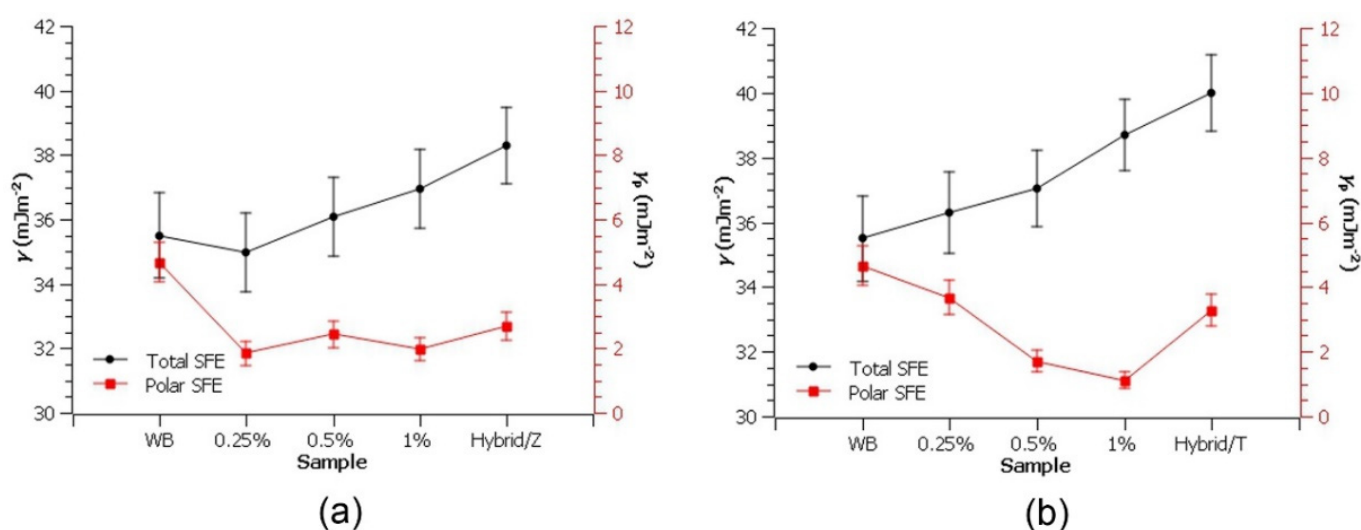 42
40
38
36
34
32
30
γ (mJm⁻²)
12
10
8
6
4
2
0
γₚ (mJm⁻²)
Total SFE
Polar SFE
WB 0.25% 0.5% 1% Hybrid/Z
Sample
(a)
42
40
38
36
34
32
30
γ (mJm⁻²)
12
10
8
6
4
2
0
γₚ (mJm⁻²)
Total SFE
Polar SFE
WB 0.25% 0.5% 1% Hybrid/T
Sample
(b)